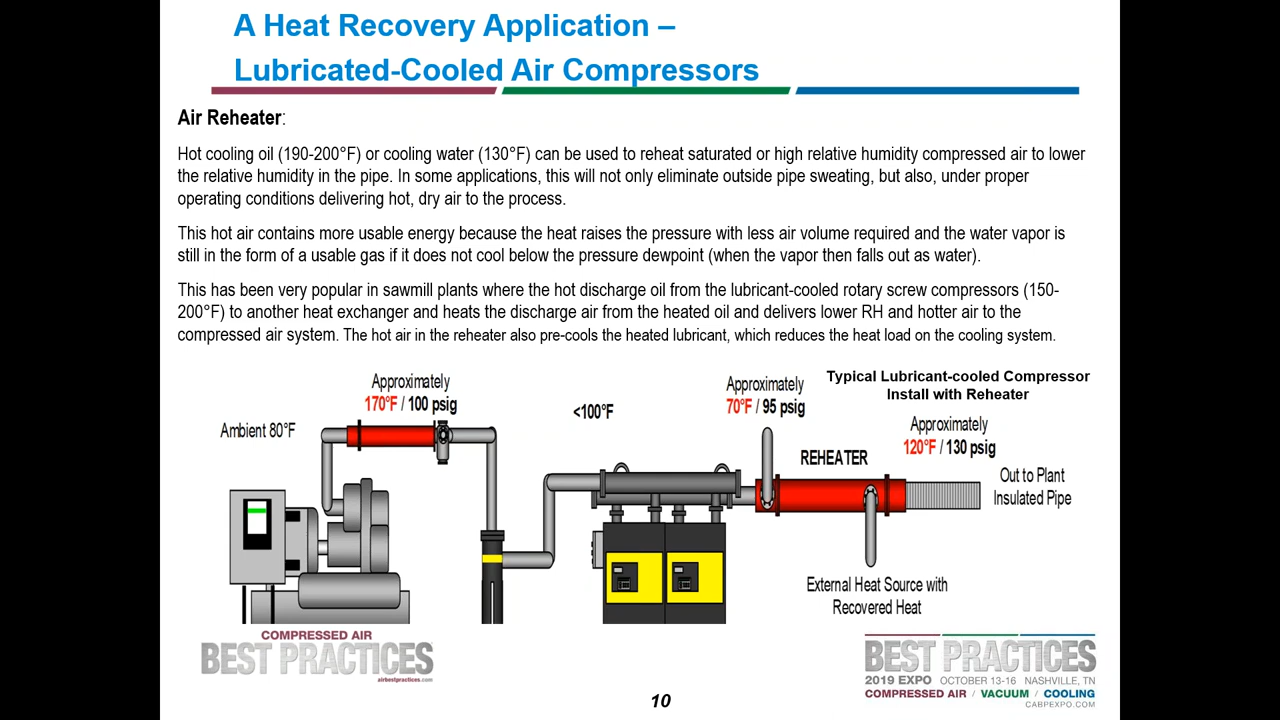 A Heat Recovery Application –
Lubricated-Cooled Air Compressors
Air Reheater:
Hot cooling oil (190-200°F) or cooling water (130°F) can be used to reheat saturated or high relative humidity compressed air to lower
the relative humidity in the pipe. In some applications, this will not only eliminate outside pipe sweating, but also, under proper
operating conditions delivering hot, dry air to the process.
This hot air contains more usable energy because the heat raises the pressure with less air volume required and the water vapor is
still in the form of a usable gas if it does not cool below the pressure dewpoint (when the vapor then falls out as water).
This has been very popular in sawmill plants where the hot discharge oil from the lubricant-cooled rotary screw compressors (150-
200°F) to another heat exchanger and heats the discharge air from the heated oil and delivers lower RH and hotter air to the
compressed air system. The hot air in the reheater also pre-cools the heated lubricant, which reduces the heat load on the cooling system.
Ambient 80°F
Approximately
170°F / 100 psig
<100°F
Approximately
70°F / 95 psig
Typical Lubricant-cooled Compressor
Install with Reheater
Approximately
120°F / 130 psig
REHEATER
Out to Plant
Insulated Pipe
External Heat Source with
Recovered Heat
COMPRESSED AIR
BEST PRACTICES
airbestpractices.com
BEST PRACTICES
2019 EXPO OCTOBER 13-16 NASHVILLE, TN
COMPRESSED AIR / VACUUM / COOLING
CABPEXPO.COM
10